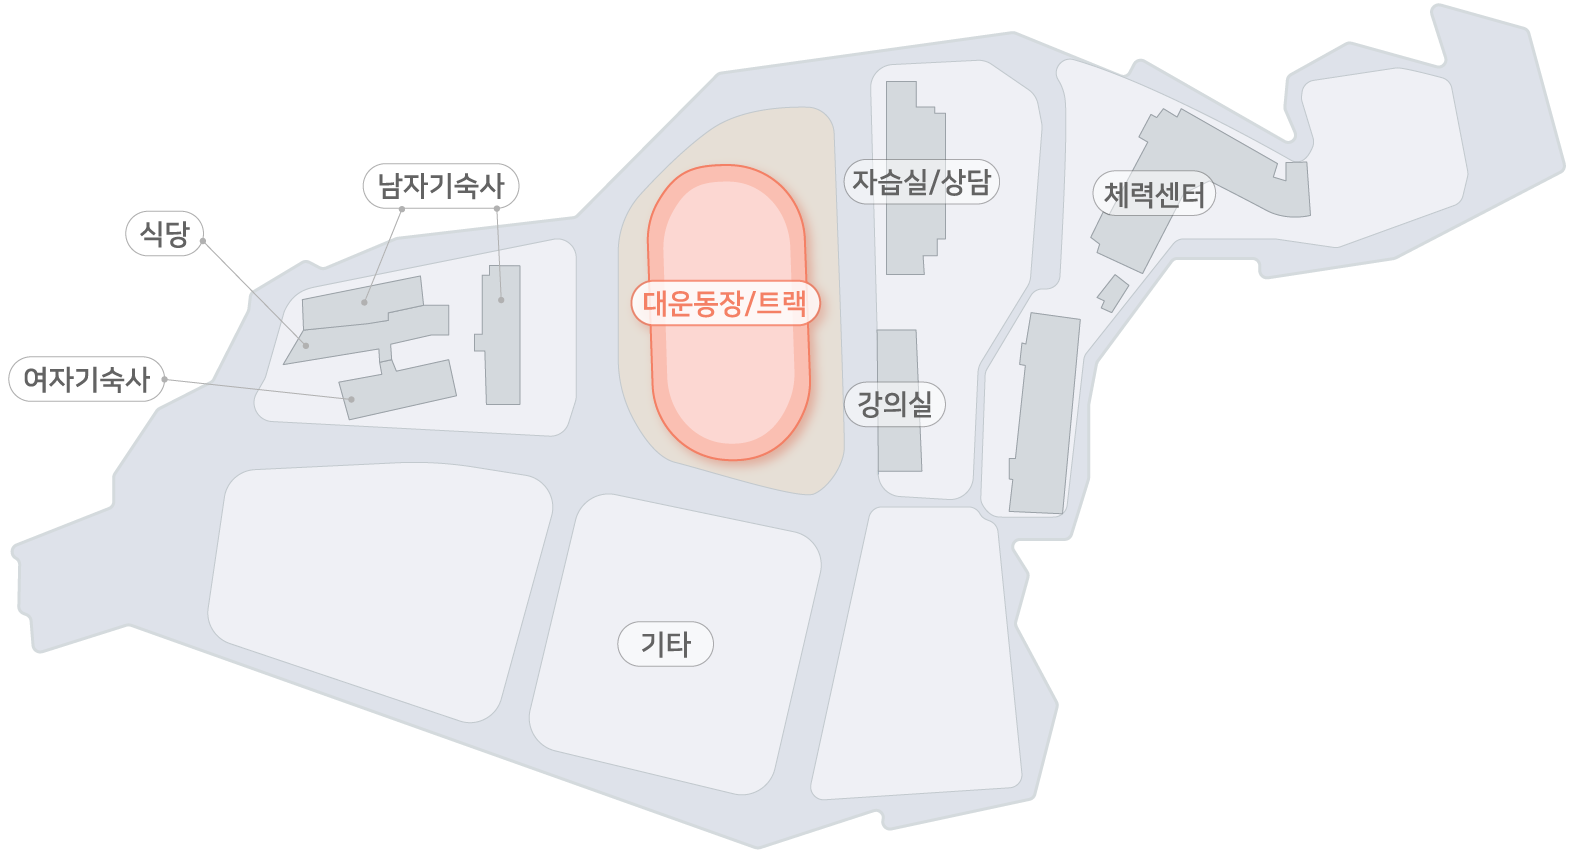 남자기숙사
식당
여자기숙사
대운동장/트랙
자습실/상담
체력센터
강의실
기타